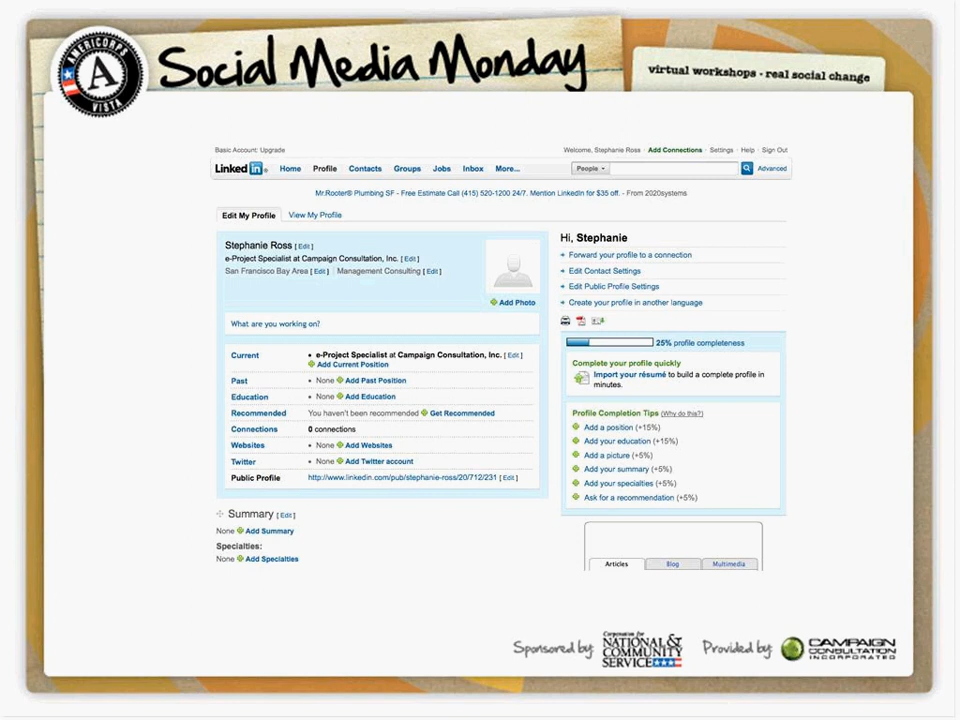 AMERICORPS
A
VISTA
Social Media Monday
virtual workshops · real social change
Basic Account: Upgrade
Welcome, Stephanie Ross · Add Connections · Settings · Help · Sign Out
Linked in®
Home Profile Contacts Groups Jobs Inbox More...
People
Advanced
Mr.Rooter® Plumbing SF - Free Estimate Call (415) 520-1200 24/7. Mention LinkedIn for $35 off. - From 2020systems
Edit My Profile View My Profile
Stephanie Ross [ Edit ]
e-Project Specialist at Campaign Consultation, Inc. [ Edit ]
San Francisco Bay Area [ Edit ] | Management Consulting [ Edit ]
Add Photo
What are you working on?
Current • e-Project Specialist at Campaign Consultation, Inc. [ Edit ]
Add Current Position
Past • None Add Past Position
Education • None Add Education
Recommended You haven't been recommended Get Recommended
Connections 0 connections
Websites • None Add Websites
Twitter • None Add Twitter account
Public Profile http://www.linkedin.com/pub/stephanie-ross/20/712/231 [ Edit ]
Summary [ Edit ]
None Add Summary
Specialties:
None Add Specialties
Hi, Stephanie
Forward your profile to a connection
Edit Contact Settings
Edit Public Profile Settings
Create your profile in another language
25% profile completeness
Complete your profile quickly
Import your résumé to build a complete profile in
minutes.
Profile Completion Tips (Why do this?)
Add a position (+15%)
Add your education (+15%)
Add a picture (+5%)
Add your summary (+5%)
Add your specialties (+5%)
Ask for a recommendation (+5%)
Articles Blog Multimedia
Sponsored by:
Corporation for
NATIONAL &
COMMUNITY
SERVICE
Provided by:
CAMPAIGN
CONSULTATION
INCORPORATED